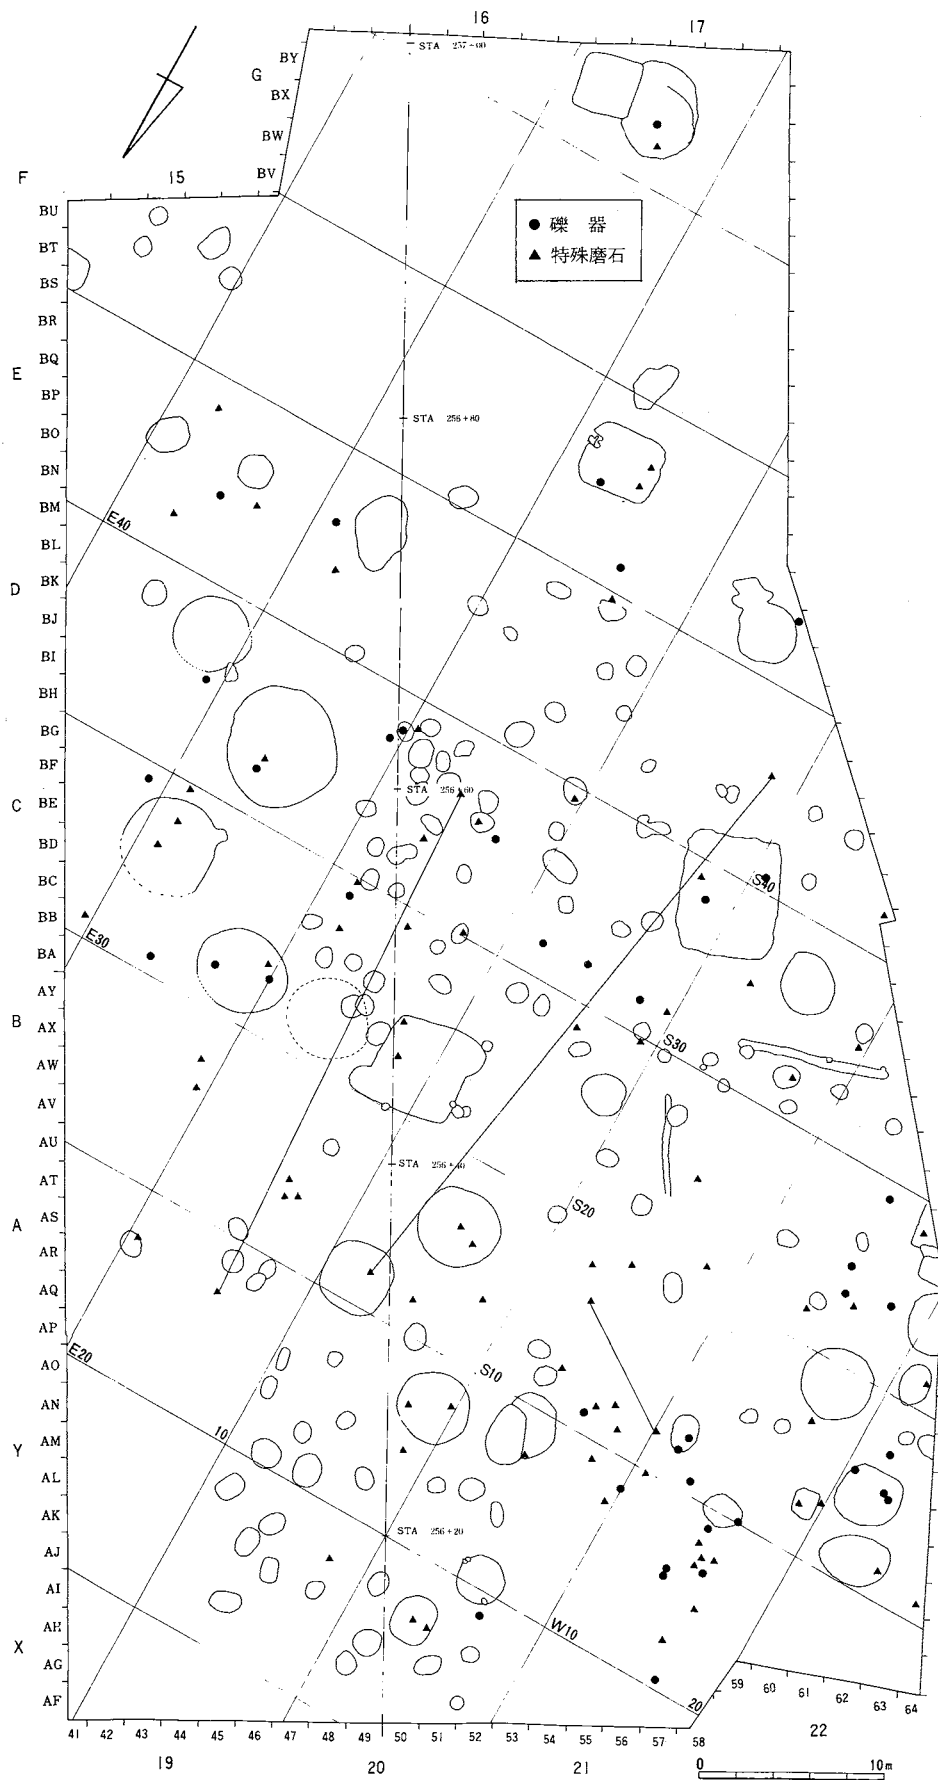 16
17
BY
STA 257+00
G
BX
BW
BV
F
15
BU
BT
BS
BR
BQ
E
BP
BO
BN
BM
BL
BK
D
BJ
BI
BH
BG
BF
C
BE
BD
BC
BB
BA
AY
B
AX
AW
AV
AU
AT
A
AS
AR
AQ
AP
AO
AN
Y
AM
AL
AK
AJ
AI
X
AH
AG
AF
● 礫 器
▲ 特殊磨石
STA 256+80
E40
STA 256+60
S40
E30
S30
STA 256+40
S20
E20
S10
10
STA 256+20
W10
20
59 60 61 62 63 64
41 42 43 44 45 46 47 48 49 50 51 52 53 54 55 56 57 58
22
19
20
21
0 10m